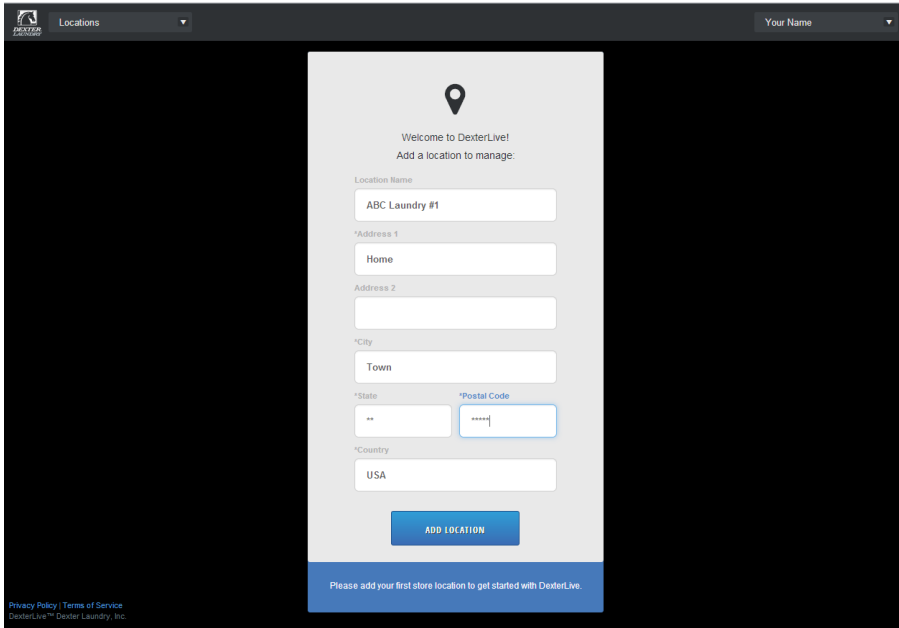 DEXTER
LAUNDRY
Locations
Your Name
Welcome to DexterLive!
Add a location to manage:
Location Name
ABC Laundry #1
*Address 1
Home
Address 2
*City
Town
*State *Postal Code
** *****
*Country
USA
ADD LOCATION
Please add your first store location to get started with DexterLive.
Privacy Policy | Terms of Service
DexterLive™ Dexter Laundry, Inc.